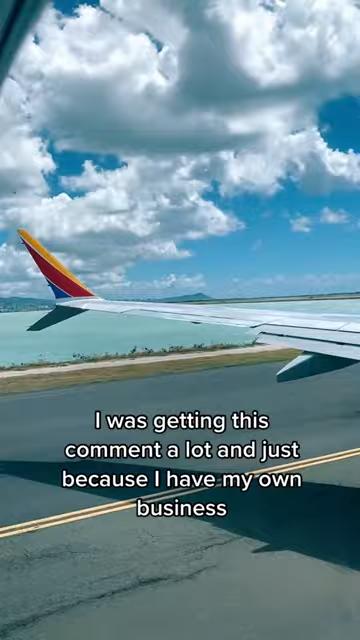 I was getting this
comment a lot and just
because I have my own
business